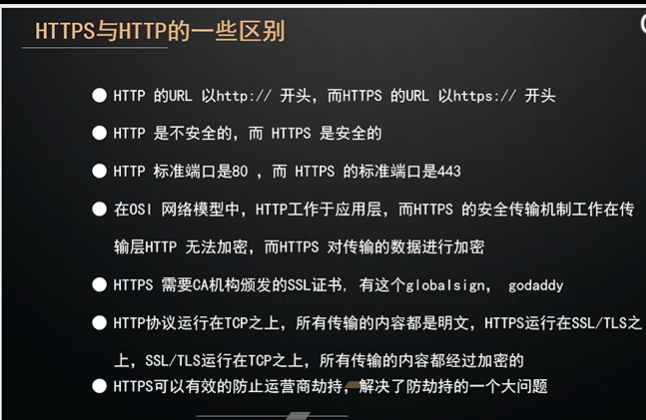 HTTPS与HTTP的一些区别
HTTP 的URL 以http:// 开头，而HTTPS 的URL 以https:// 开头
HTTP 是不安全的，而 HTTPS 是安全的
HTTP 标准端口是80 ，而 HTTPS 的标准端口是443
在OSI 网络模型中，HTTP工作于应用层，而HTTPS 的安全传输机制工作在传
输层HTTP 无法加密，而HTTPS 对传输的数据进行加密
HTTPS 需要CA机构颁发的SSL证书，有这个globalsign， godaddy
HTTP协议运行在TCP之上，所有传输的内容都是明文，HTTPS运行在SSL/TLS之
上，SSL/TLS运行在TCP之上，所有传输的内容都经过加密的
HTTPS可以有效的防止运营商劫持，解决了防劫持的一个大问题